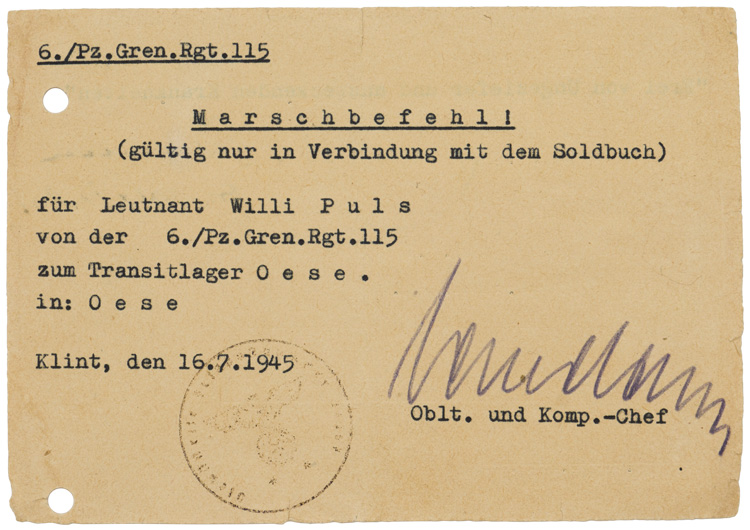 6./Pz.Gren.Rgt.115
Marschbefehl!
(gültig nur in Verbindung mit dem Soldbuch)
für Leutnant Willi Puls
von der 6./Pz.Gren.Rgt.115
zum Transitlager Oese.
in: Oese
Klint, den 16.7.1945
Oblt. und Komp.-Chef